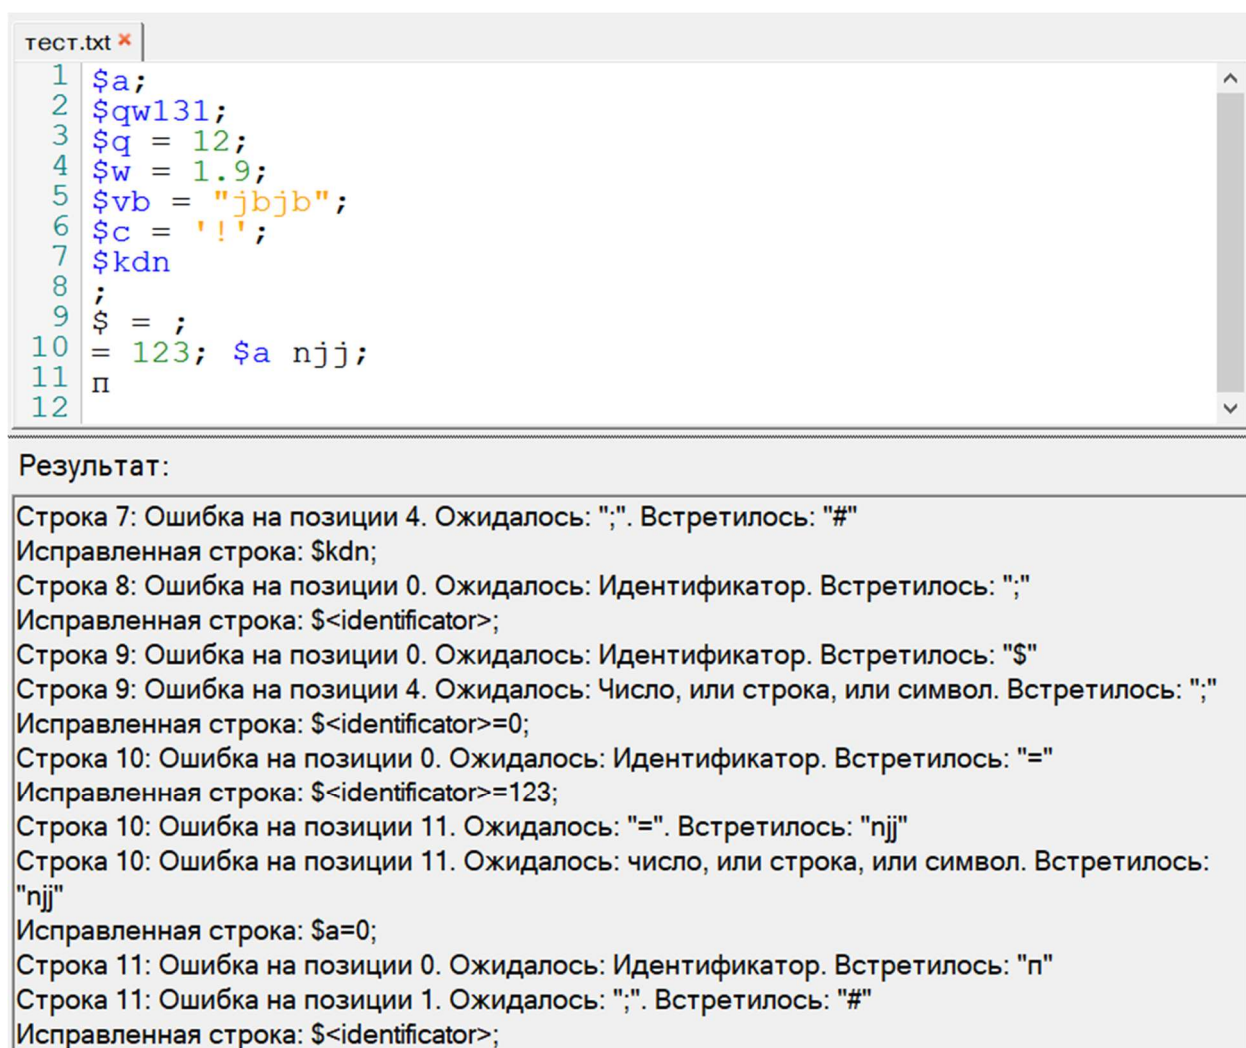 тест.txt
1 $a;
2 $qw131;
3 $q = 12;
4 $w = 1.9;
5 $vb = "jbjb";
6 $c = '!';
7 $kdn
8 ;
9 $ = ;
10 = 123; $a njj;
11 п
12
Результат:
Строка 7: Ошибка на позиции 4. Ожидалось: ";". Встретилось: "#"
Исправленная строка: $kdn;
Строка 8: Ошибка на позиции 0. Ожидалось: Идентификатор. Встретилось: ";"
Исправленная строка: $<identificator>;
Строка 9: Ошибка на позиции 0. Ожидалось: Идентификатор. Встретилось: "$"
Строка 9: Ошибка на позиции 4. Ожидалось: Число, или строка, или символ. Встретилось: ";"
Исправленная строка: $<identificator>=0;
Строка 10: Ошибка на позиции 0. Ожидалось: Идентификатор. Встретилось: "="
Исправленная строка: $<identificator>=123;
Строка 10: Ошибка на позиции 11. Ожидалось: "=". Встретилось: "njj"
Строка 10: Ошибка на позиции 11. Ожидалось: число, или строка, или символ. Встретилось:
"njj"
Исправленная строка: $a=0;
Строка 11: Ошибка на позиции 0. Ожидалось: Идентификатор. Встретилось: "п"
Строка 11: Ошибка на позиции 1. Ожидалось: ";". Встретилось: "#"
Исправленная строка: $<identificator>;